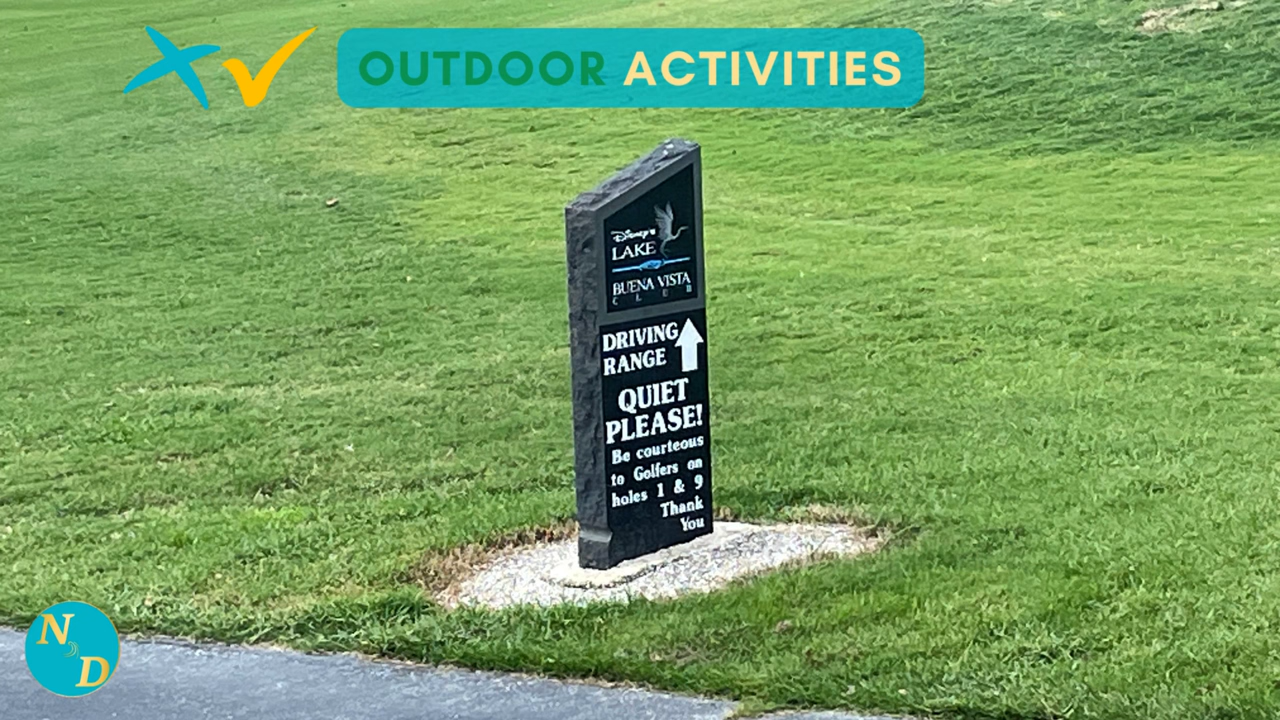 OUTDOOR ACTIVITIES
Disney's
LAKE
BUENA VISTA
CLUB
DRIVING
RANGE
QUIET
PLEASE!
Be courteous
to Golfers on
holes 1 & 9
Thank
You
N
D